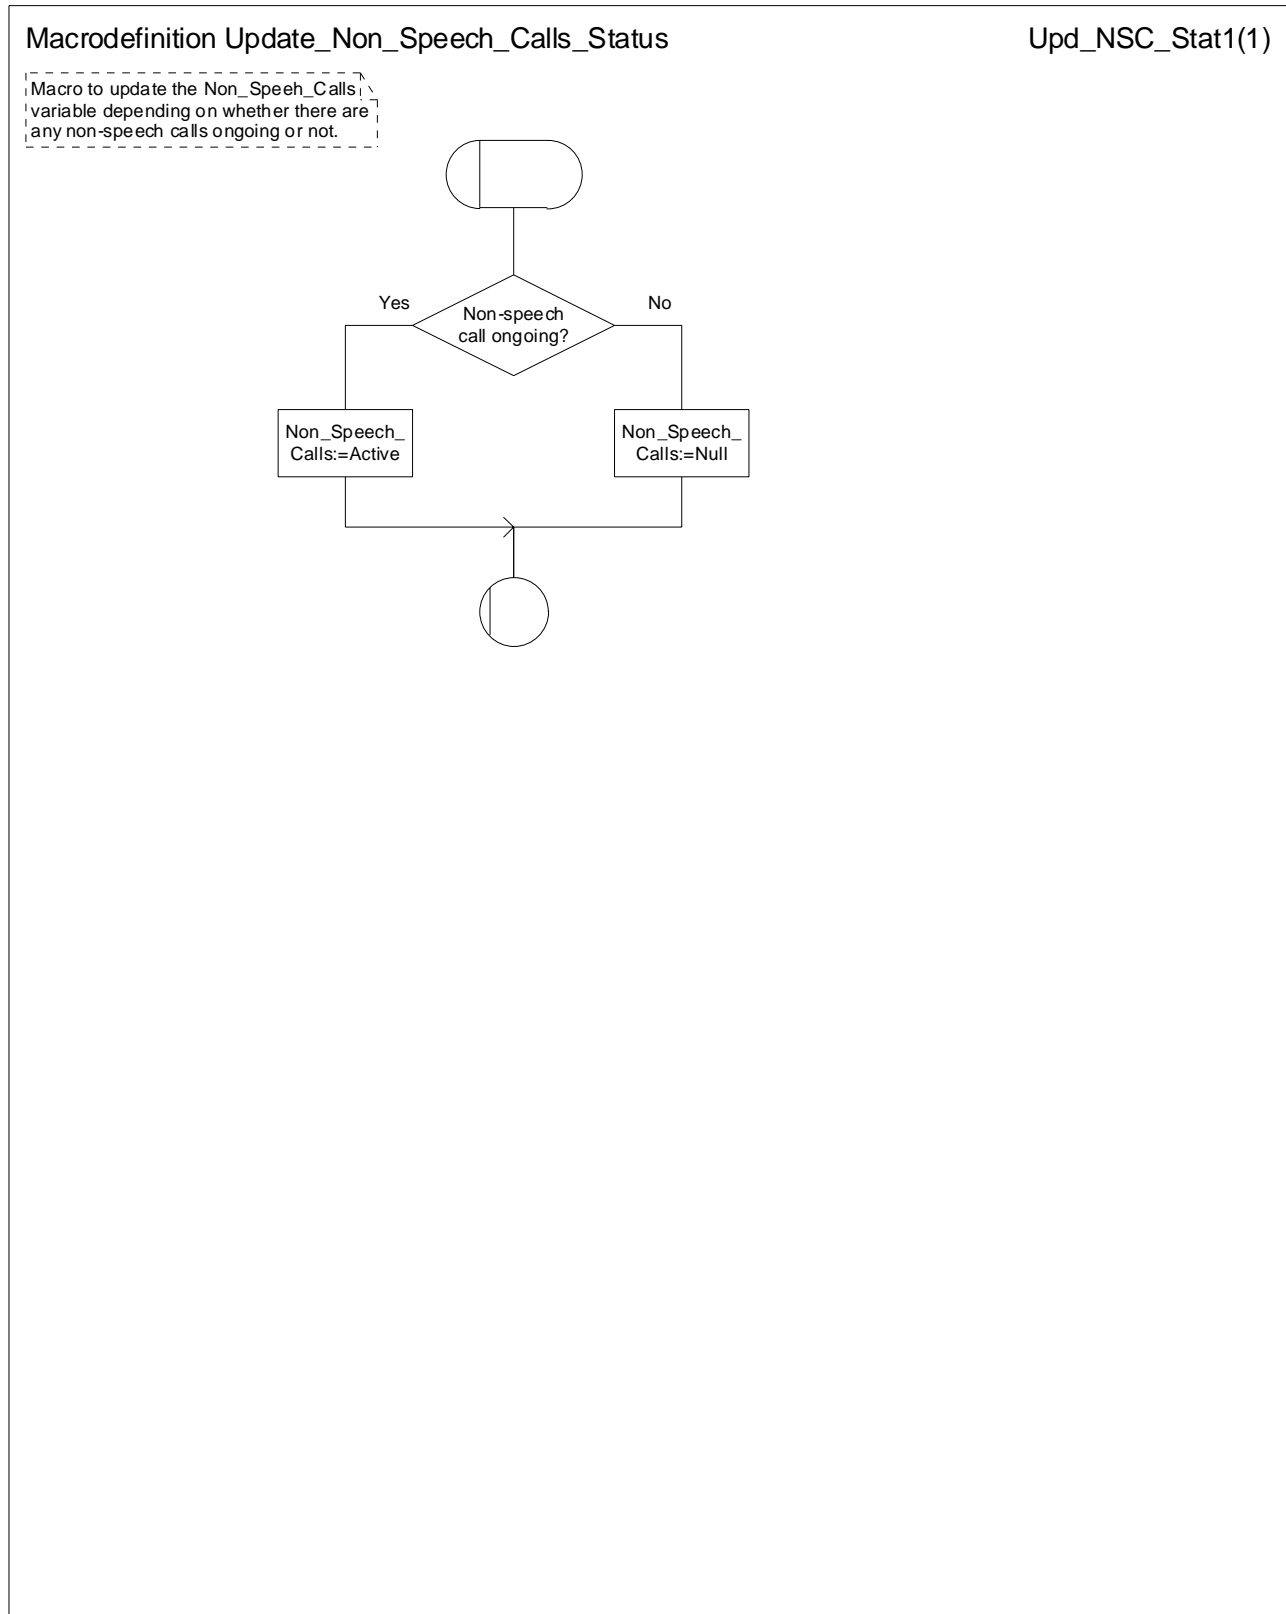 Macrodefinition Update_Non_Speech_Calls_Status
Upd_NSC_Stat1(1)
Macro to update the Non_Speeh_Calls
variable depending on whether there are
any non-speech calls ongoing or not.
Yes
No
Non-speech
call ongoing?
Non_Speech_
Calls:=Active
Non_Speech_
Calls:=Null